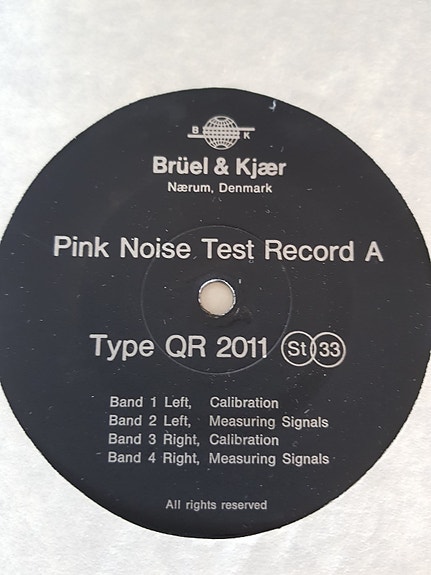 B K
Brüel & Kjær
Nærum, Denmark
Pink Noise Test Record A
Type QR 2011 St 33
Band 1 Left, Calibration
Band 2 Left, Measuring Signals
Band 3 Right, Calibration
Band 4 Right, Measuring Signals
All rights reserved